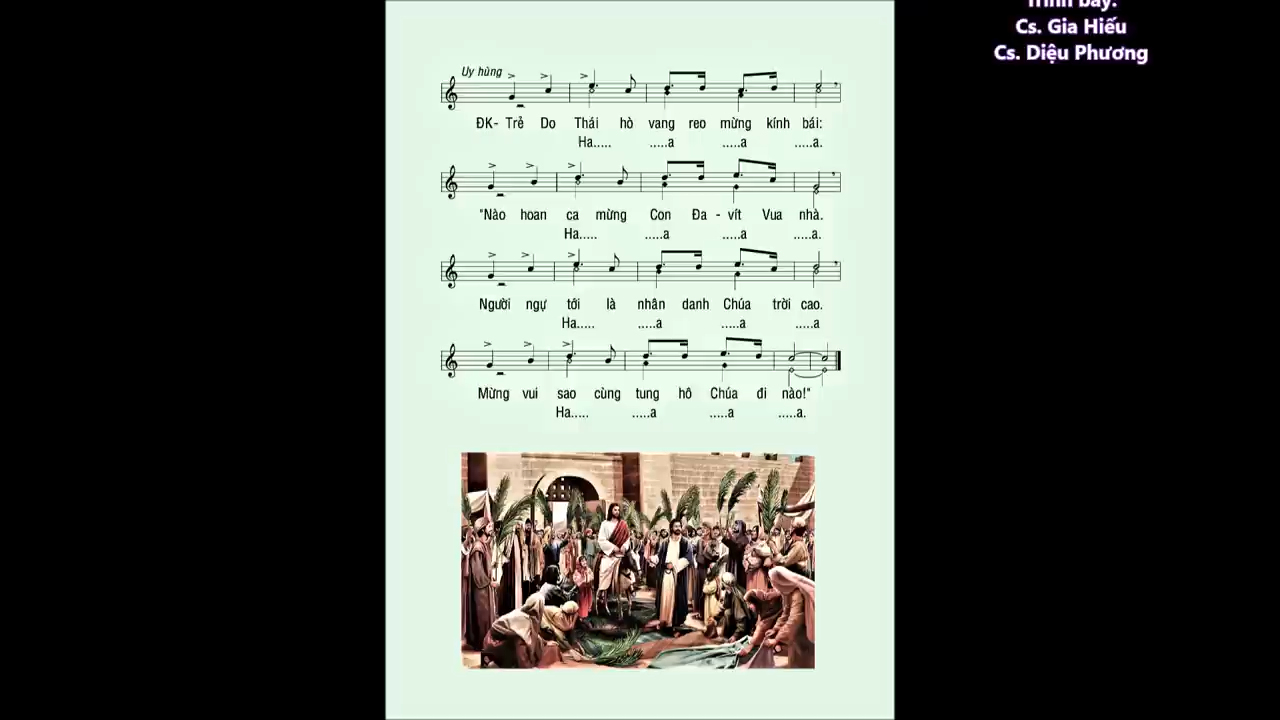 Trình bày:
Cs. Gia Hiếu
Cs. Diệu Phương
Uy hùng
ĐK- Trẻ Do Thái hò vang reo mừng kính bái:
Ha..... .....a .....a .....a.
"Nào hoan ca mừng Con Đa - vít Vua nhà.
Ha..... .....a .....a .....a.
Người ngự tới là nhân danh Chúa trời cao.
Ha..... .....a .....a .....a
Mừng vui sao cùng tung hô Chúa đi nào!"
Ha..... .....a .....a .....a.